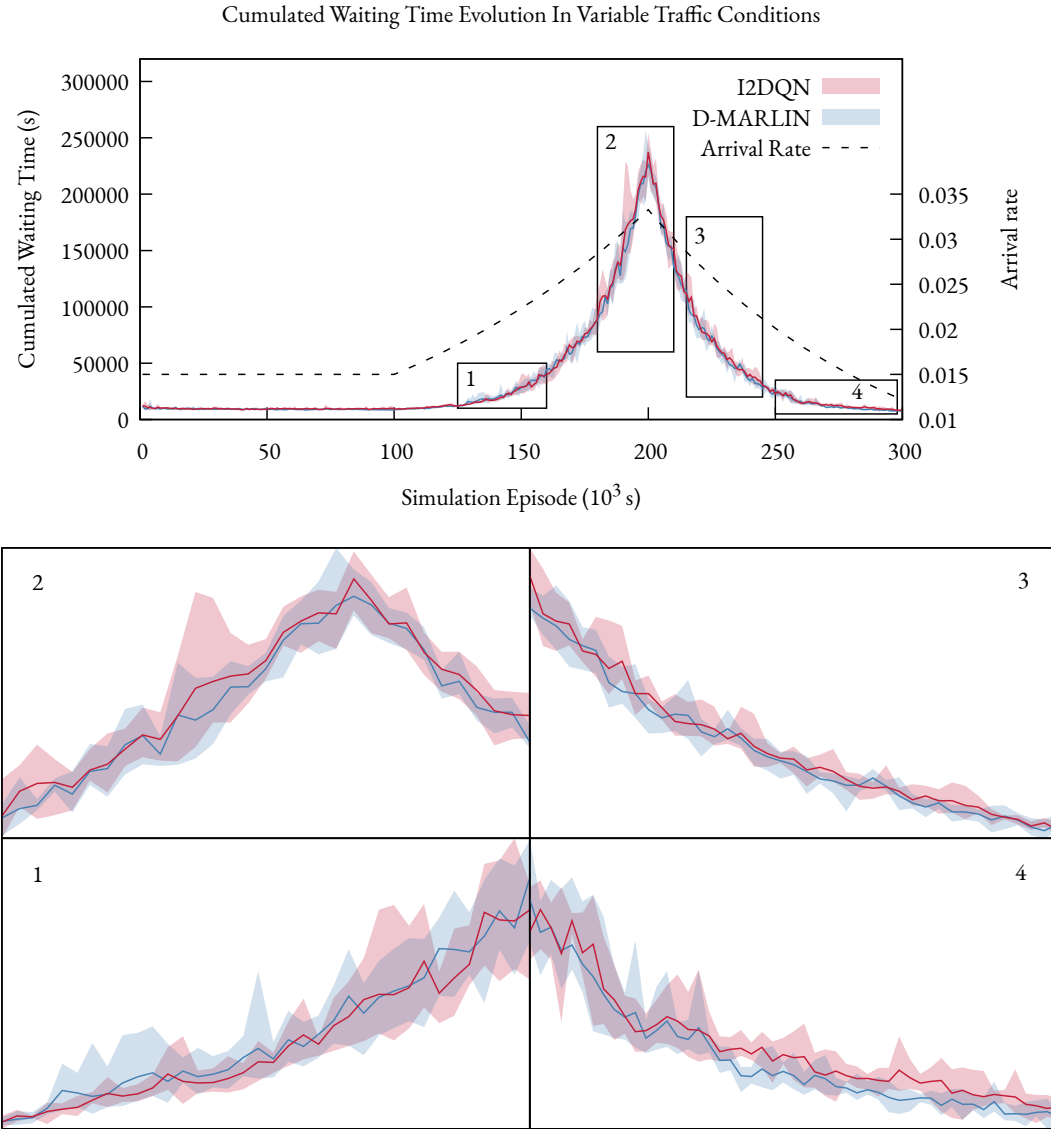 Cumulated Waiting Time Evolution In Variable Traffic Conditions
Cumulated Waiting Time (s)
300000
250000
200000
150000
100000
50000
0
I2DQN
D-MARLIN
Arrival Rate
2
3
1
4
0.035
0.03
0.025
0.02
0.015
0.01
Arrival rate
0 50 100 150 200 250 300
Simulation Episode (10³ s)
2
3
1
4